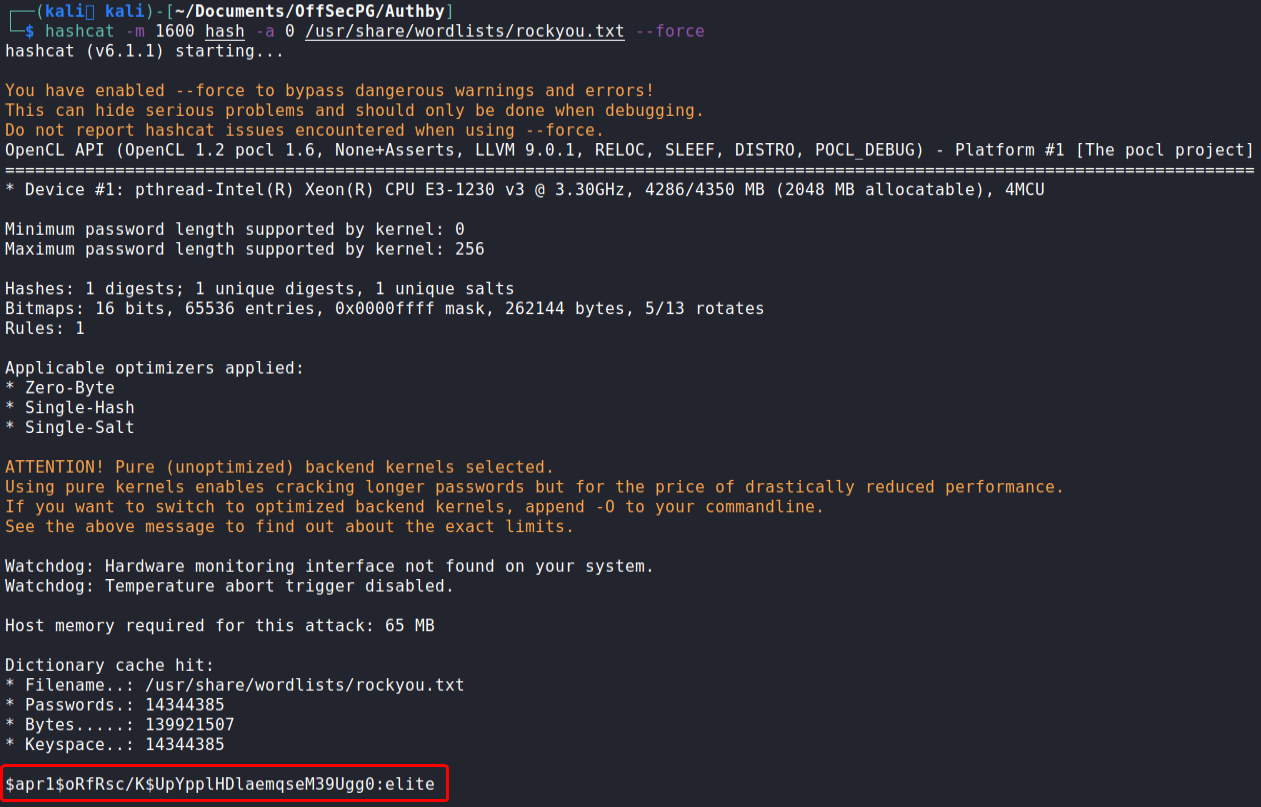 ┌──(kali㉿ kali)-[~/Documents/OffSecPG/Authby]
└─$ hashcat -m 1600 hash -a 0 /usr/share/wordlists/rockyou.txt --force
hashcat (v6.1.1) starting...
You have enabled --force to bypass dangerous warnings and errors!
This can hide serious problems and should only be done when debugging.
Do not report hashcat issues encountered when using --force.
OpenCL API (OpenCL 1.2 pocl 1.6, None+Asserts, LLVM 9.0.1, RELOC, SLEEF, DISTRO, POCL_DEBUG) - Platform #1 [The pocl project]
=============================================================================================================================
* Device #1: pthread-Intel(R) Xeon(R) CPU E3-1230 v3 @ 3.30GHz, 4286/4350 MB (2048 MB allocatable), 4MCU
Minimum password length supported by kernel: 0
Maximum password length supported by kernel: 256
Hashes: 1 digests; 1 unique digests, 1 unique salts
Bitmaps: 16 bits, 65536 entries, 0x0000ffff mask, 262144 bytes, 5/13 rotates
Rules: 1
Applicable optimizers applied:
* Zero-Byte
* Single-Hash
* Single-Salt
ATTENTION! Pure (unoptimized) backend kernels selected.
Using pure kernels enables cracking longer passwords but for the price of drastically reduced performance.
If you want to switch to optimized backend kernels, append -O to your commandline.
See the above message to find out about the exact limits.
Watchdog: Hardware monitoring interface not found on your system.
Watchdog: Temperature abort trigger disabled.
Host memory required for this attack: 65 MB
Dictionary cache hit:
* Filename..: /usr/share/wordlists/rockyou.txt
* Passwords.: 14344385
* Bytes.....: 139921507
* Keyspace..: 14344385
$apr1$oRfRsc/K$UpYpplHDlaemqseM39Ugg0:elite